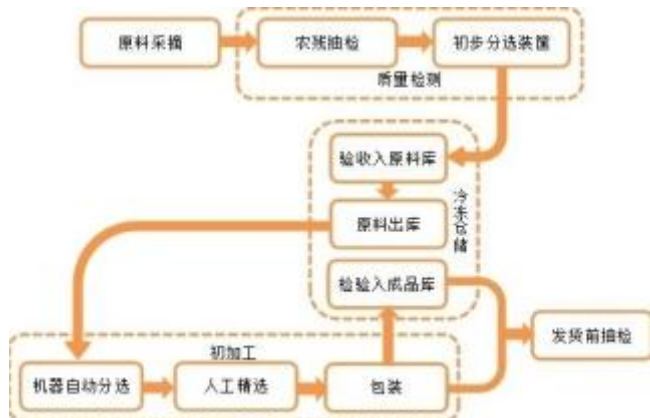 原料采摘
农残抽检
初步分选装筐
质量检测
验收入原料库
原料出库
冷冻仓储
检验入成品库
发货前抽检
初加工
机器自动分选
人工精选
包装